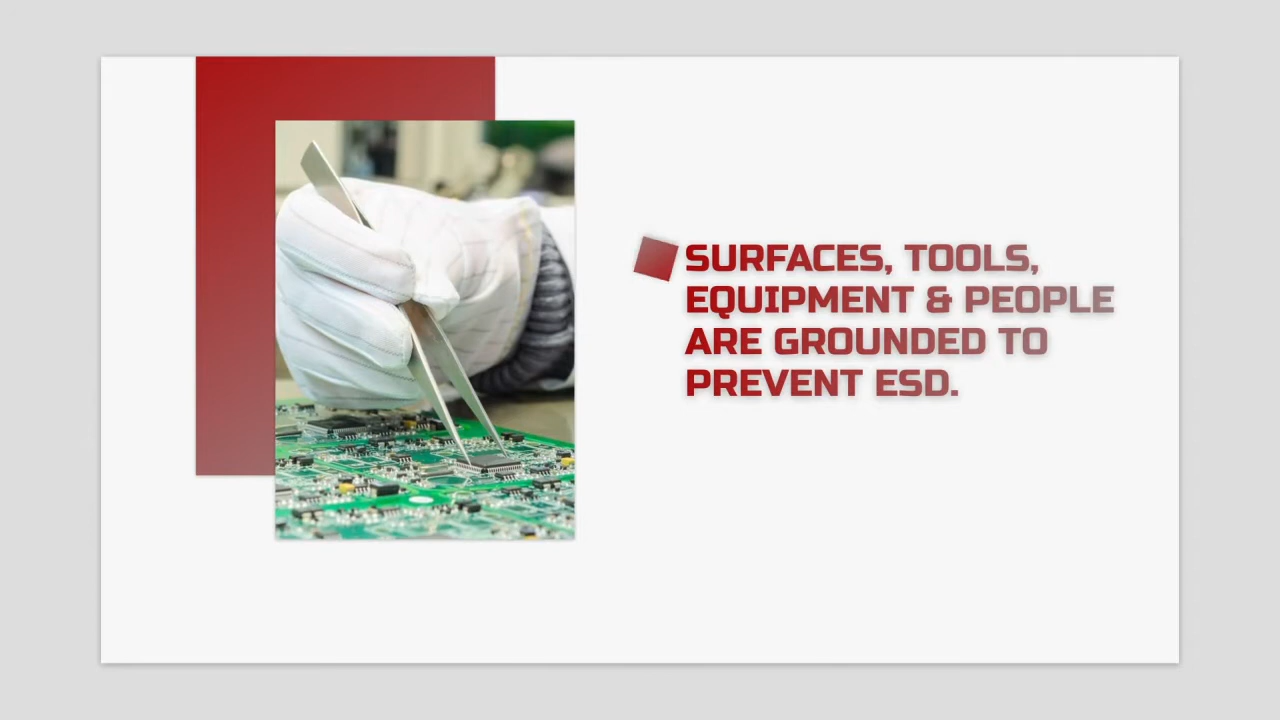 SURFACES, TOOLS,
EQUIPMENT & PEOPLE
ARE GROUNDED TO
PREVENT ESD.